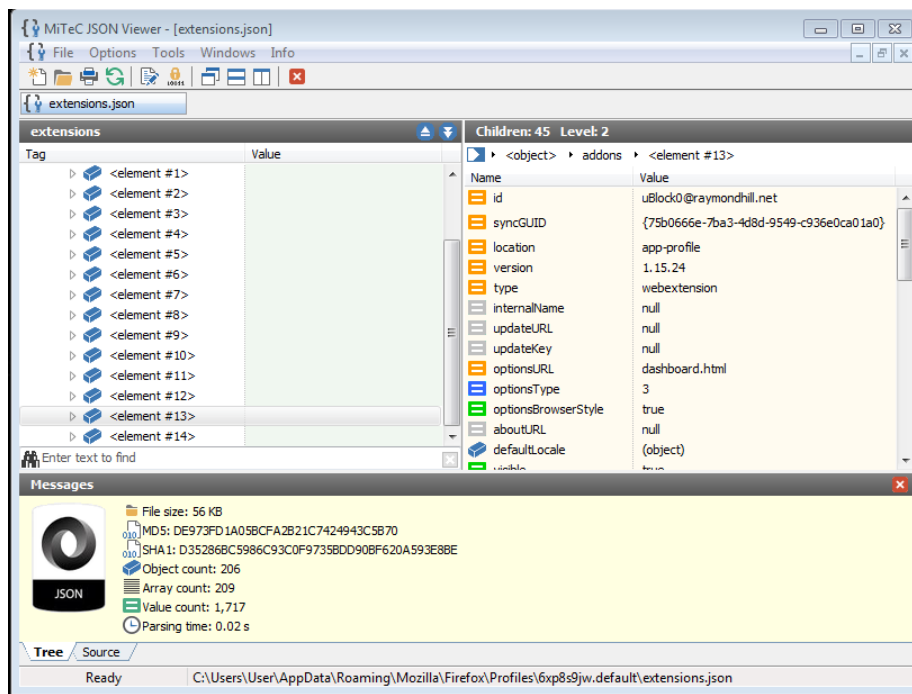 MiTeC JSON Viewer - [extensions.json]
File Options Tools Windows Info
extensions.json
extensions
Tag Value
<element #1>
<element #2>
<element #3>
<element #4>
<element #5>
<element #6>
<element #7>
<element #8>
<element #9>
<element #10>
<element #11>
<element #12>
<element #13>
<element #14>
Enter text to find
Children: 45 Level: 2
<object> addons <element #13>
Name Value
id uBlock0@raymondhill.net
syncGUID {75b0666e-7ba3-4d8d-9549-c936e0ca01a0}
location app-profile
version 1.15.24
type webextension
internalName null
updateURL null
updateKey null
optionsURL dashboard.html
optionsType 3
optionsBrowserStyle true
aboutURL null
defaultLocale (object)
visible true
Messages
JSON
File size: 56 KB
MD5: DE973FD1A05BCFA2B21C7424943C5B70
SHA1: D35286BC5986C93C0F9735BDD90BF620A593E8BE
Object count: 206
Array count: 209
Value count: 1,717
Parsing time: 0.02 s
Tree Source
Ready C:\Users\User\AppData\Roaming\Mozilla\Firefox\Profiles\6xp8s9jw.default\extensions.json